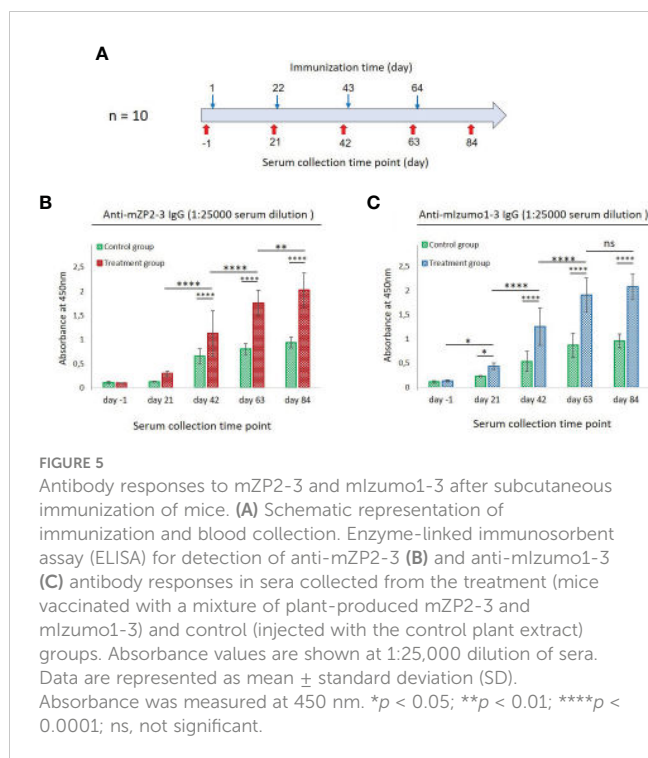 A
Immunization time (day)
1 22 43 64
n = 10
-1 21 42 63 84
Serum collection time point (day)
B
Anti-mZP2-3 IgG (1:25000 serum dilution )
Control group
Treatment group
**
****
****
****
****
****
Absorbance at 450nm
2,5
2
1,5
1
0,5
0
day -1 day 21 day 42 day 63 day 84
Serum collection time point
C
Anti-mIzumo1-3 IgG (1:25000 serum dilution )
Control group
Treatment group
ns
****
****
****
****
****
*
*
Absorbance at 450nm
2,5
2
1,5
1
0,5
0
day -1 day 21 day 42 day 63 day 84
Serum collection time point
FIGURE 5
Antibody responses to mZP2-3 and mIzumo1-3 after subcutaneous
immunization of mice. (A) Schematic representation of
immunization and blood collection. Enzyme-linked immunosorbent
assay (ELISA) for detection of anti-mZP2-3 (B) and anti-mIzumo1-3
(C) antibody responses in sera collected from the treatment (mice
vaccinated with a mixture of plant-produced mZP2-3 and
mIzumo1-3) and control (injected with the control plant extract)
groups. Absorbance values are shown at 1:25,000 dilution of sera.
Data are represented as mean ± standard deviation (SD).
Absorbance was measured at 450 nm. *p < 0.05; **p < 0.01; ****p <
0.0001; ns, not significant.